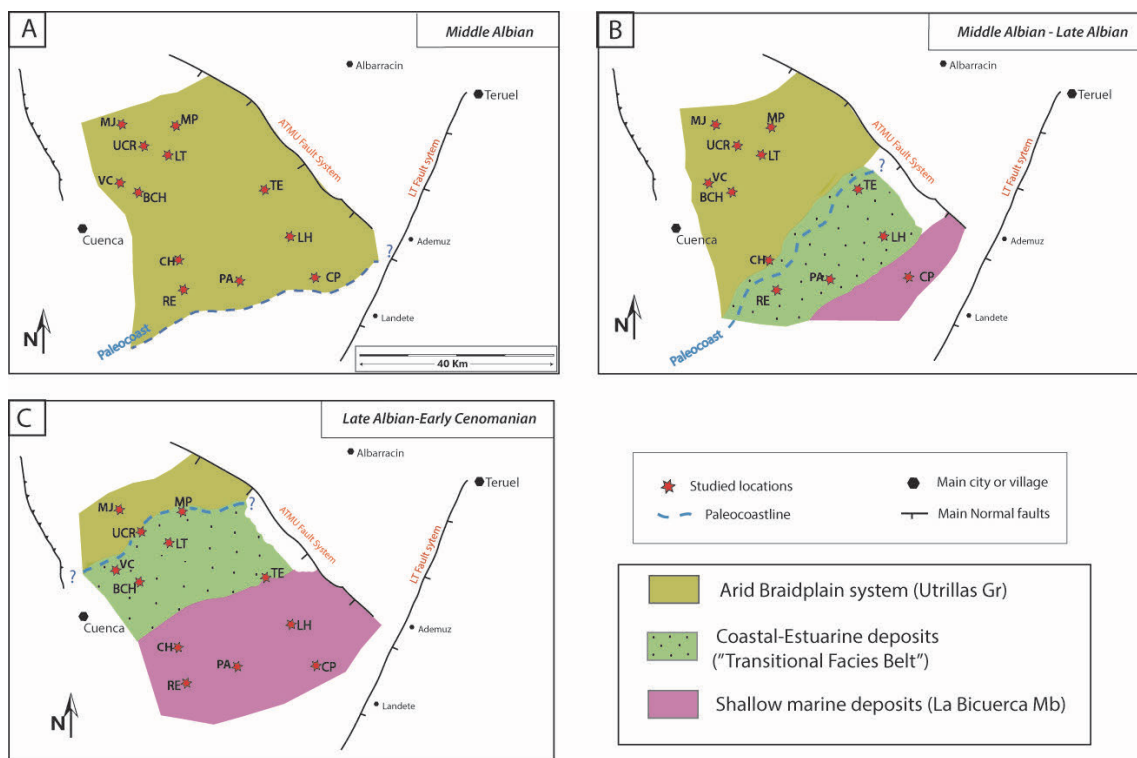 A
Middle Albian
Albarracin
Teruel
ATMU Fault System
LT Fault sytem
MJ
MP
UCR
LT
VC
BCH
TE
Cuenca
LH
Ademuz
?
CH
PA
CP
RE
N
Paleocoast
Landete
40 Km
B
Middle Albian - Late Albian
Albarracin
Teruel
ATMU Fault System
LT Fault sytem
MJ
MP
UCR
LT
?
VC
BCH
TE
Cuenca
LH
Ademuz
CH
PA
CP
RE
N
Paleocoast
Landete
C
Late Albian-Early Cenomanian
Albarracin
Teruel
ATMU Fault System
LT Fault sytem
MJ
MP
?
UCR
LT
?
VC
BCH
TE
Cuenca
LH
Ademuz
CH
PA
CP
RE
N
Landete
Studied locations
Main city or village
Paleocoastline
Main Normal faults
Arid Braidplain system (Utrillas Gr)
Coastal-Estuarine deposits
("Transitional Facies Belt")
Shallow marine deposits (La Bicuerca Mb)